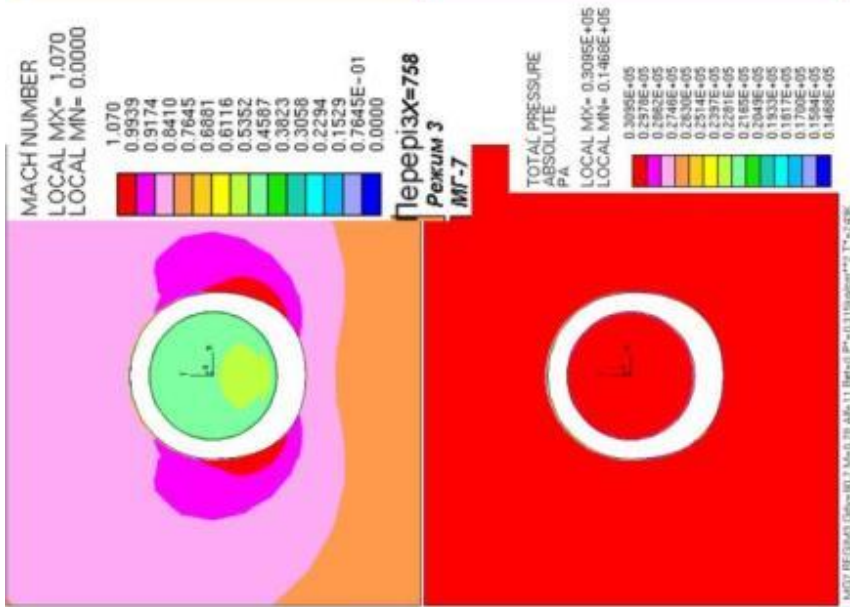 MACH NUMBER
LOCAL MX= 1.070
LOCAL MN= 0.0000
1.070
0.9939
0.9174
0.8410
0.7645
0.6881
0.6116
0.5352
0.4587
0.3823
0.3058
0.2294
0.1529
0.7645E-01
0.0000
ПерерізX=758
Режим 3
МГ-7
TOTAL PRESSURE
ABSOLUTE
PA
LOCAL MX= 0.3095E+05
LOCAL MN= 0.1468E+05
0.3095E+05
0.2978E+05
0.2862E+05
0.2746E+05
0.2630E+05
0.2514E+05
0.2397E+05
0.2281E+05
0.2165E+05
0.2049E+05
0.1933E+05
0.1817E+05
0.1700E+05
0.1584E+05
0.1468E+05